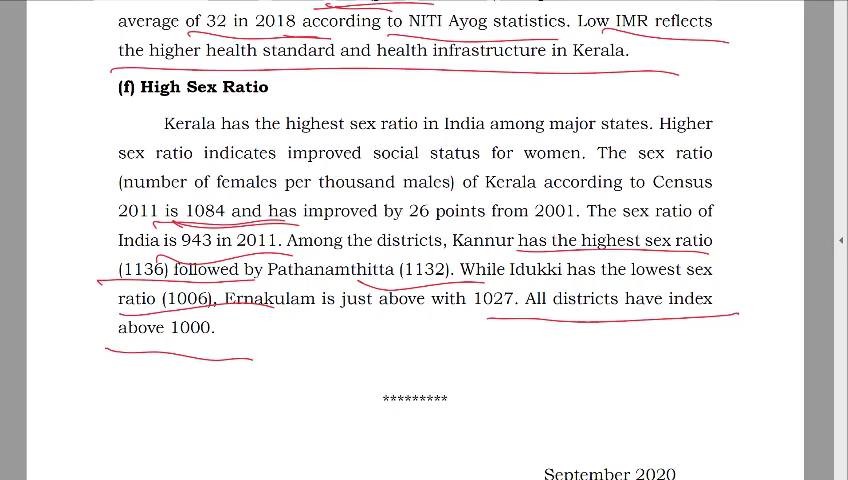 average of 32 in 2018 according to NITI Ayog statistics. Low IMR reflects
the higher health standard and health infrastructure in Kerala.
(f) High Sex Ratio
Kerala has the highest sex ratio in India among major states. Higher
sex ratio indicates improved social status for women. The sex ratio
(number of females per thousand males) of Kerala according to Census
2011 is 1084 and has improved by 26 points from 2001. The sex ratio of
India is 943 in 2011. Among the districts, Kannur has the highest sex ratio
(1136) followed by Pathanamthitta (1132). While Idukki has the lowest sex
ratio (1006), Ernakulam is just above with 1027. All districts have index
above 1000.
*********
September 2020